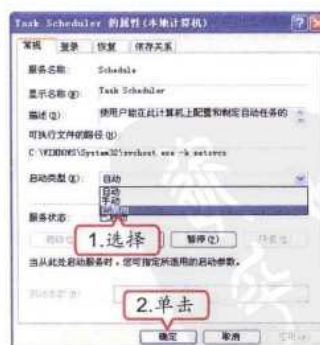 Task Scheduler 的属性(本地计算机)
常规 登录 恢复 依存关系
服务名称: Schedule
显示名称(N): Task Scheduler
描述(D): 使用户能在此计算机上配置和制定自动任务的
可执行文件的路径(H):
C:\WINDOWS\System32\svchost.exe -k netsvcs
启动类型(E): 自动
自动
手动
服务状态:
1.选择
暂停(P)
当从此处启动服务时,您可指定所适用的启动参数。
2.单击
确定 取消